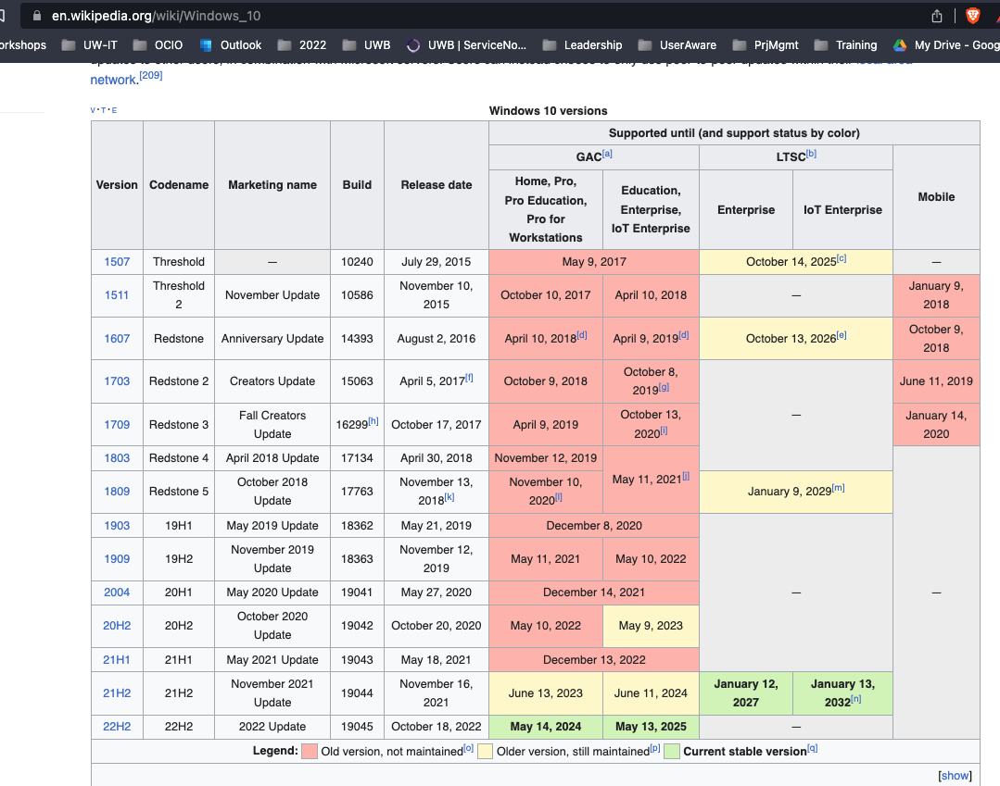 en.wikipedia.org/wiki/Windows_10
orkshops UW-IT OCIO Outlook 2022 UWB UWB | ServiceNo... Leadership UserAware PrjMgmt Training My Drive - Goog
network.[209]
V·T·E
Windows 10 versions
Version Codename Marketing name Build Release date Supported until (and support status by color)
GAC[a] LTSC[b] Mobile
Home, Pro,
Pro Education,
Pro for
Workstations
Education,
Enterprise,
IoT Enterprise
Enterprise IoT Enterprise
1507 Threshold — 10240 July 29, 2015 May 9, 2017 October 14, 2025[c] —
1511 Threshold 2 November Update 10586 November 10, 2015 October 10, 2017 April 10, 2018 — January 9, 2018
1607 Redstone Anniversary Update 14393 August 2, 2016 April 10, 2018[d] April 9, 2019[d] October 13, 2026[e] October 9, 2018
1703 Redstone 2 Creators Update 15063 April 5, 2017[f] October 9, 2018 October 8, 2019[g] — June 11, 2019
1709 Redstone 3 Fall Creators Update 16299[h] October 17, 2017 April 9, 2019 October 13, 2020[i] January 14, 2020
1803 Redstone 4 April 2018 Update 17134 April 30, 2018 November 12, 2019 May 11, 2021[j]
1809 Redstone 5 October 2018 Update 17763 November 13, 2018[k] November 10, 2020[l] January 9, 2029[m]
1903 19H1 May 2019 Update 18362 May 21, 2019 December 8, 2020
1909 19H2 November 2019 Update 18363 November 12, 2019 May 11, 2021 May 10, 2022
2004 20H1 May 2020 Update 19041 May 27, 2020 December 14, 2021 — —
20H2 20H2 October 2020 Update 19042 October 20, 2020 May 10, 2022 May 9, 2023
21H1 21H1 May 2021 Update 19043 May 18, 2021 December 13, 2022
21H2 21H2 November 2021 Update 19044 November 16, 2021 June 13, 2023 June 11, 2024 January 12, 2027 January 13, 2032[n]
22H2 22H2 2022 Update 19045 October 18, 2022 May 14, 2024 May 13, 2025 —
Legend: Old version, not maintained[o] Older version, still maintained[p] Current stable version[q]
[show]